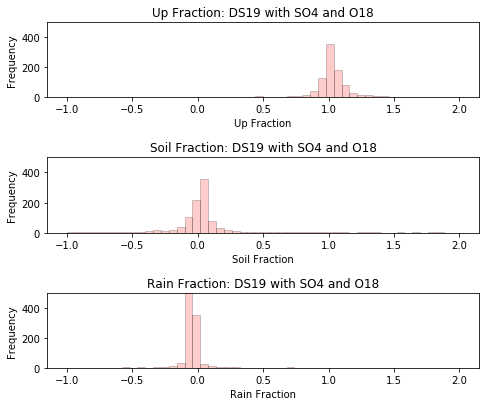 Up Fraction: DS19 with SO4 and O18
Frequency
400
200
0
−1.0 −0.5 0.0 0.5 1.0 1.5 2.0
Up Fraction
Soil Fraction: DS19 with SO4 and O18
Frequency
400
200
0
−1.0 −0.5 0.0 0.5 1.0 1.5 2.0
Soil Fraction
Rain Fraction: DS19 with SO4 and O18
Frequency
400
200
0
−1.0 −0.5 0.0 0.5 1.0 1.5 2.0
Rain Fraction